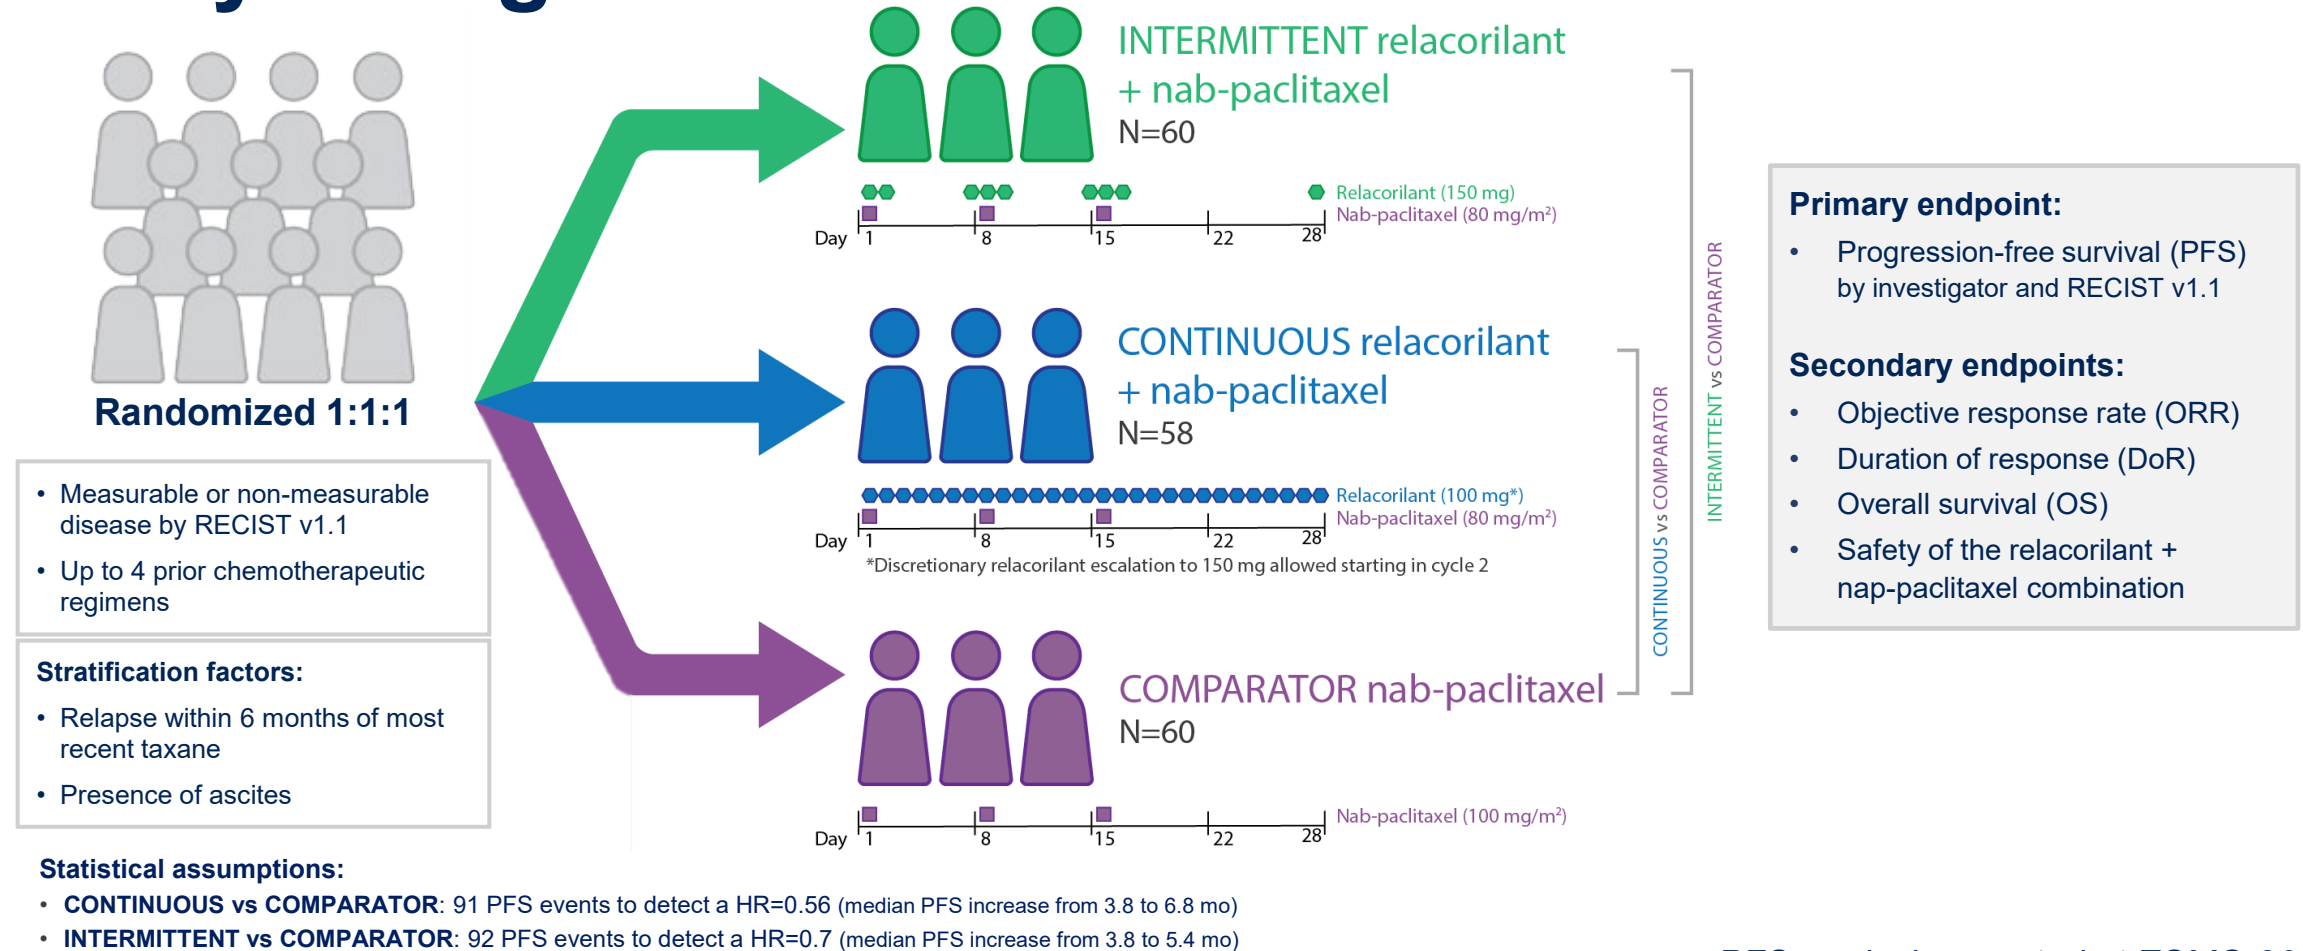 Randomized 1:1:1
• Measurable or non-measurable
disease by RECIST v1.1
• Up to 4 prior chemotherapeutic
regimens
Stratification factors:
• Relapse within 6 months of most
recent taxane
• Presence of ascites
INTERMITTENT relacorilant
+ nab-paclitaxel
N=60
Relacorilant (150 mg)
Nab-paclitaxel (80 mg/m²)
Day 1 8 15 22 28
CONTINUOUS relacorilant
+ nab-paclitaxel
N=58
Relacorilant (100 mg*)
Nab-paclitaxel (80 mg/m²)
Day 1 8 15 22 28
*Discretionary relacorilant escalation to 150 mg allowed starting in cycle 2
COMPARATOR nab-paclitaxel
N=60
Nab-paclitaxel (100 mg/m²)
Day 1 8 15 22 28
CONTINUOUS vs COMPARATOR
INTERMITTENT vs COMPARATOR
Primary endpoint:
• Progression-free survival (PFS)
by investigator and RECIST v1.1
Secondary endpoints:
• Objective response rate (ORR)
• Duration of response (DoR)
• Overall survival (OS)
• Safety of the relacorilant +
nap-paclitaxel combination
Statistical assumptions:
• CONTINUOUS vs COMPARATOR: 91 PFS events to detect a HR=0.56 (median PFS increase from 3.8 to 6.8 mo)
• INTERMITTENT vs COMPARATOR: 92 PFS events to detect a HR=0.7 (median PFS increase from 3.8 to 5.4 mo)